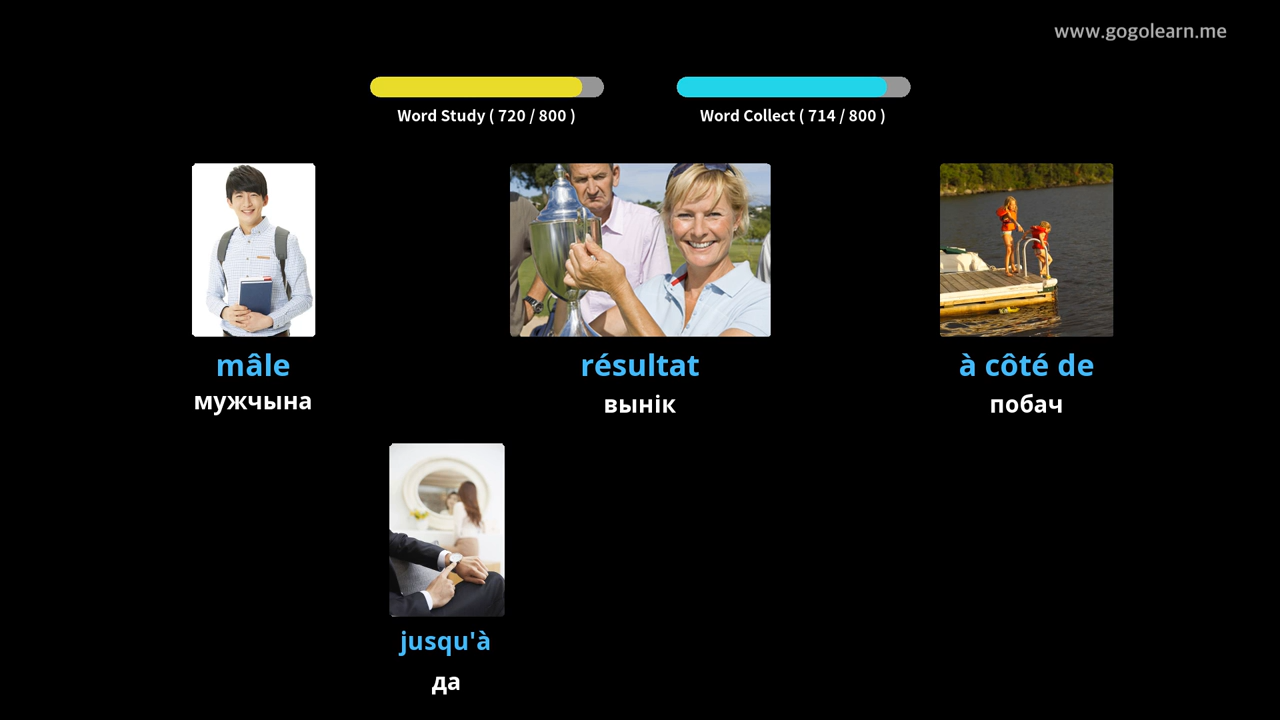 www.gogolearn.me
Word Study ( 720 / 800 )
Word Collect ( 714 / 800 )
mâle
мужчына
résultat
вынік
à côté de
побач
jusqu'à
да